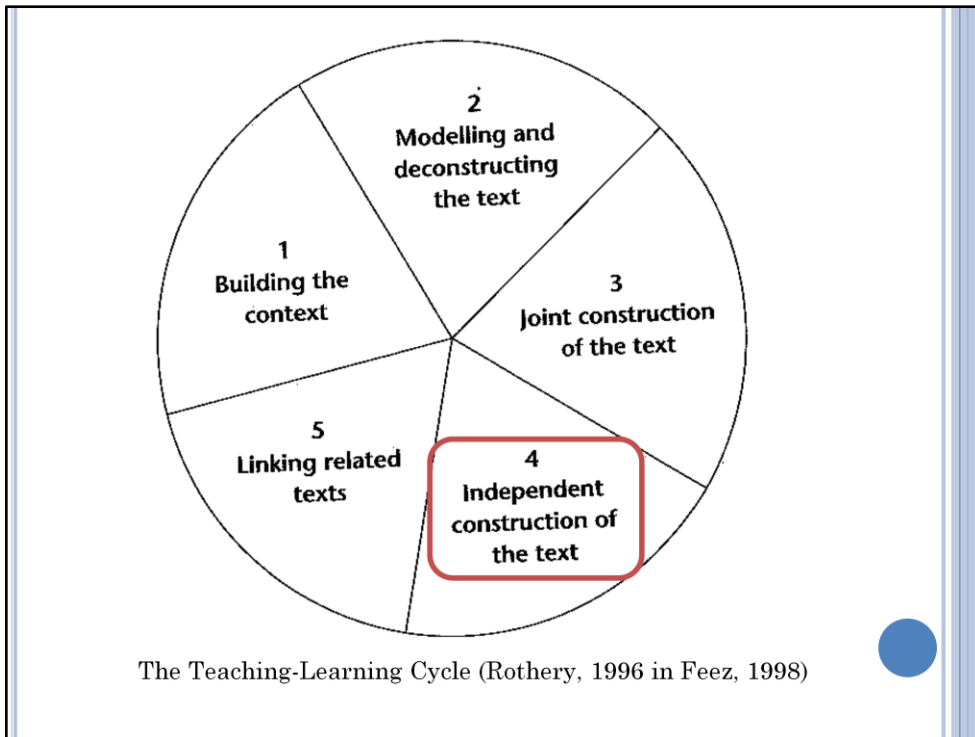 1
Building the
context
2
Modelling and
deconstructing
the text
3
Joint construction
of the text
4
Independent
construction of
the text
5
Linking related
texts
The Teaching-Learning Cycle (Rothery, 1996 in Feez, 1998)